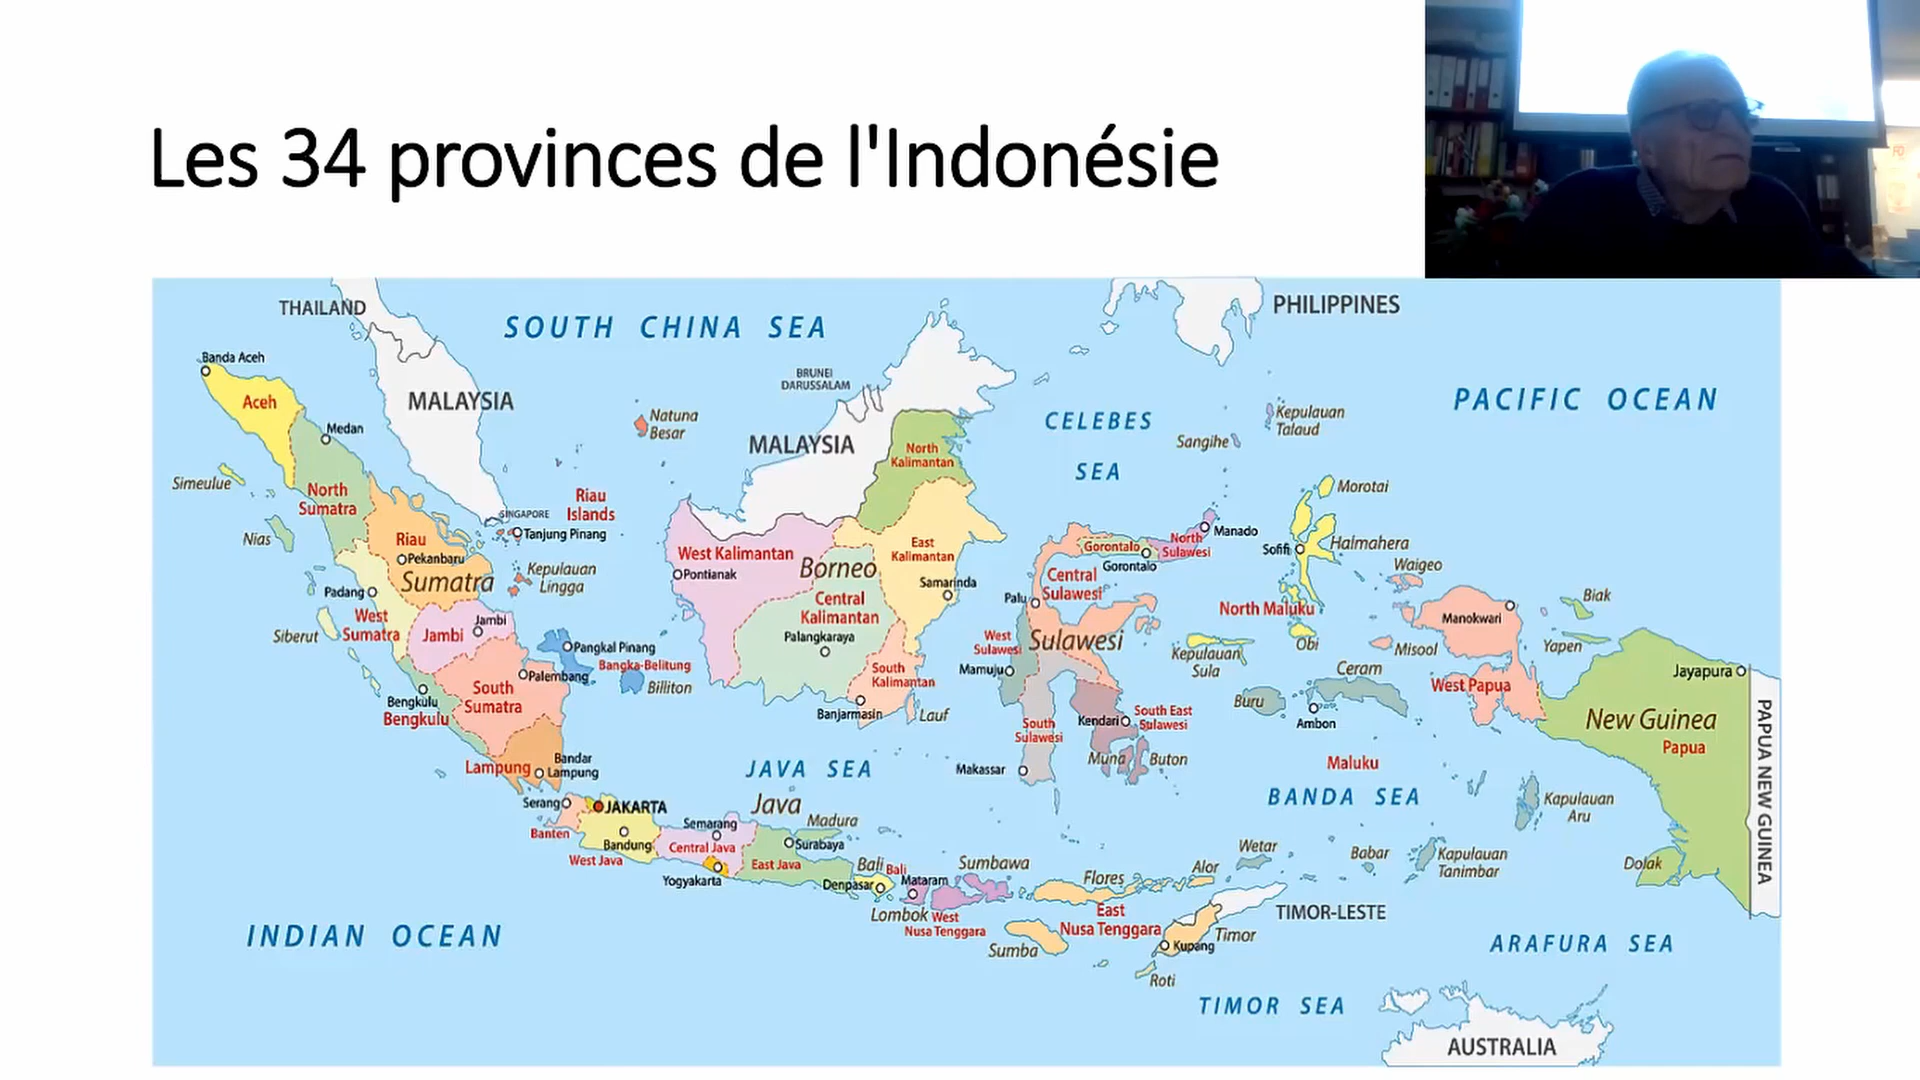 Les 34 provinces de l'Indonésie
THAILAND
SOUTH CHINA SEA
PHILIPPINES
Banda Aceh
Aceh
MALAYSIA
BRUNEI
DARUSSALAM
PACIFIC OCEAN
Medan
Natuna
Besar
MALAYSIA
CELEBES
SEA
Kepulauan
Talaud
Sangihe
North
Kalimantan
Simeulue
North
Sumatra
Riau
Islands
SINGAPORE
Tanjung Pinang
Morotai
Nias
Riau
Pekanbaru
Sumatra
Kepulauan
Lingga
West Kalimantan
Pontianak
Borneo
East
Kalimantan
Samarinda
Gorontalo
Gorontalo
North
Sulawesi
Manado
Sofifi
Halmahera
Waigeo
Padang
West
Sumatra
Siberut
Jambi
Jambi
Central
Kalimantan
Palangkaraya
Central
Sulawesi
Palu
North Maluku
Manokwari
Biak
Pangkal Pinang
Bangka-Belitung
Billiton
Palembang
South
Sumatra
South
Kalimantan
West
Sulawesi
Sulawesi
Mamuju
Kepulauan
Sula
Obi
Misool
Yapen
Ceram
Jayapura
Bengkulu
Bengkulu
Banjarmasin
Lauf
South
Sulawesi
Kendari
South East
Sulawesi
Buru
Ambon
West Papua
New Guinea
Papua
PAPUA NEW GUINEA
Lampung
Bandar
Lampung
JAVA SEA
Makassar
Muna
Buton
Maluku
BANDA SEA
Serang
JAKARTA
Java
Madura
Kapulauan
Aru
Banten
Bandung
West Java
Semarang
Central Java
Yogyakarta
Surabaya
East Java
Bali
Bali
Denpasar
Mataram
Lombok
West
Nusa Tenggara
Sumbawa
Flores
Alor
Wetar
Babar
Kapulauan
Tanimbar
Dolak
East
Nusa Tenggara
Sumba
TIMOR-LESTE
Timor
Kupang
Roti
INDIAN OCEAN
ARAFURA SEA
TIMOR SEA
AUSTRALIA